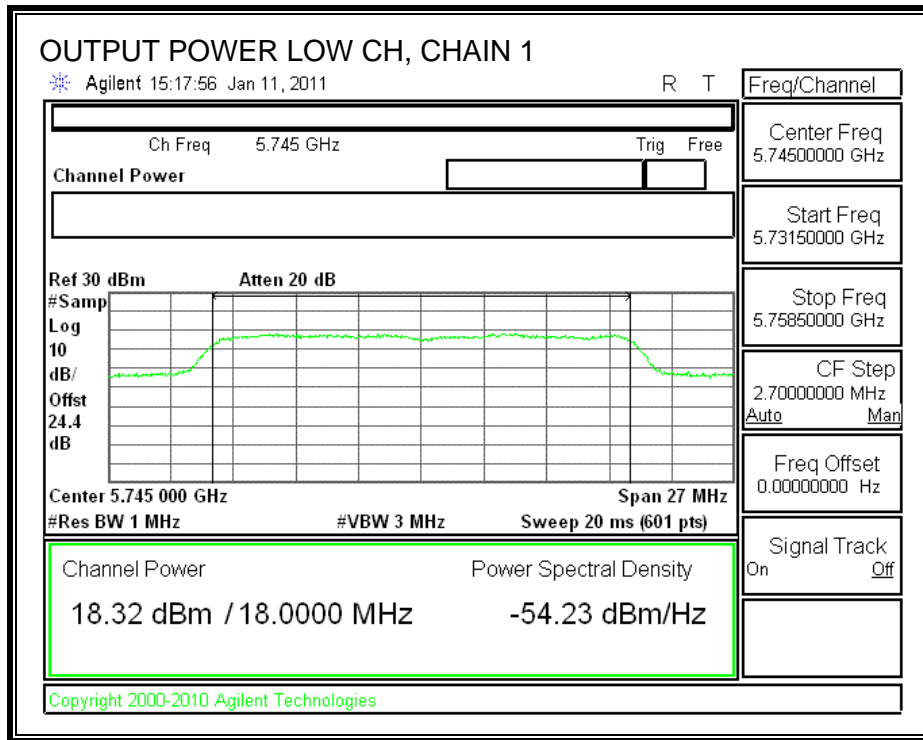 OUTPUT POWER LOW CH, CHAIN 1
Agilent 15:17:56 Jan 11, 2011 R T
Freq/Channel
Ch Freq 5.745 GHz Trig Free
Channel Power
Center Freq
5.74500000 GHz
Start Freq
5.73150000 GHz
Stop Freq
5.75850000 GHz
CF Step
2.70000000 MHz
Auto Man
Freq Offset
0.00000000 Hz
Signal Track
On Off
Ref 30 dBm Atten 20 dB
#Samp
Log
10
dB/
Offst
24.4
dB
Center 5.745 000 GHz Span 27 MHz
#Res BW 1 MHz #VBW 3 MHz Sweep 20 ms (601 pts)
Channel Power Power Spectral Density
18.32 dBm / 18.0000 MHz -54.23 dBm/Hz
Copyright 2000-2010 Agilent Technologies